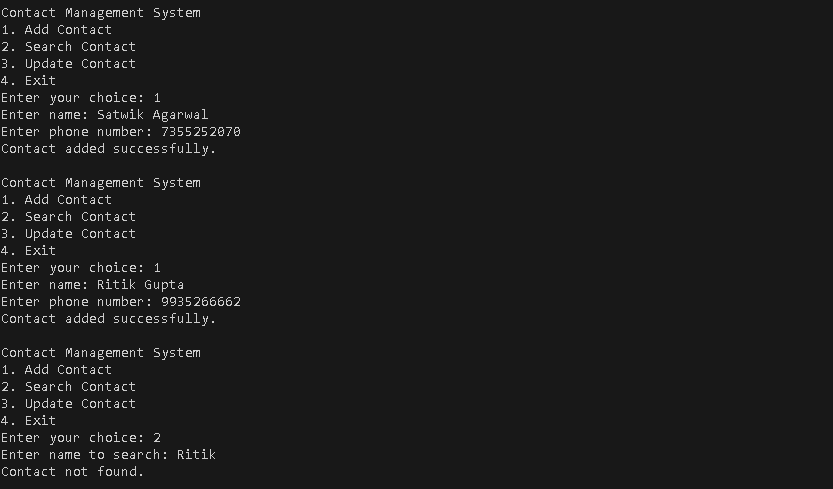 Contact Management System
1. Add Contact
2. Search Contact
3. Update Contact
4. Exit
Enter your choice: 1
Enter name: Satwik Agarwal
Enter phone number: 7355252070
Contact added successfully.
Contact Management System
1. Add Contact
2. Search Contact
3. Update Contact
4. Exit
Enter your choice: 1
Enter name: Ritik Gupta
Enter phone number: 9935266662
Contact added successfully.
Contact Management System
1. Add Contact
2. Search Contact
3. Update Contact
4. Exit
Enter your choice: 2
Enter name to search: Ritik
Contact not found.